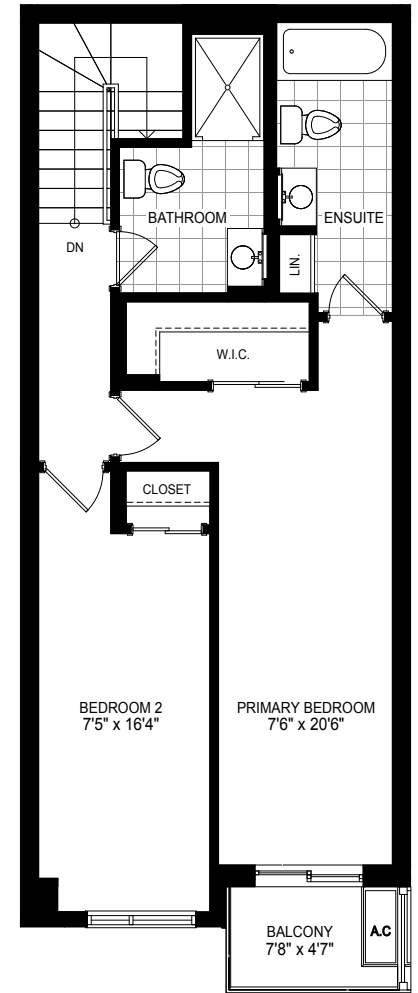 BATHROOM
ENSUITE
DN
LIN.
W.I.C.
CLOSET
BEDROOM 2
7'5" x 16'4"
PRIMARY BEDROOM
7'6" x 20'6"
BALCONY
7'8" x 4'7"
A.C